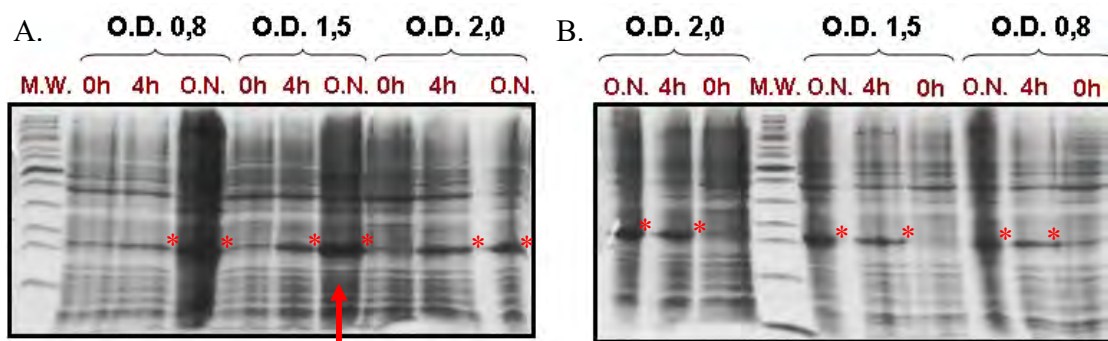 A. O.D. 0,8 O.D. 1,5 O.D. 2,0
M.W. 0h 4h O.N. 0h 4h O.N. 0h 4h O.N.
* * * * * *
B. O.D. 2,0 O.D. 1,5 O.D. 0,8
O.N. 4h 0h M.W. O.N. 4h 0h O.N. 4h 0h
* * * * * *